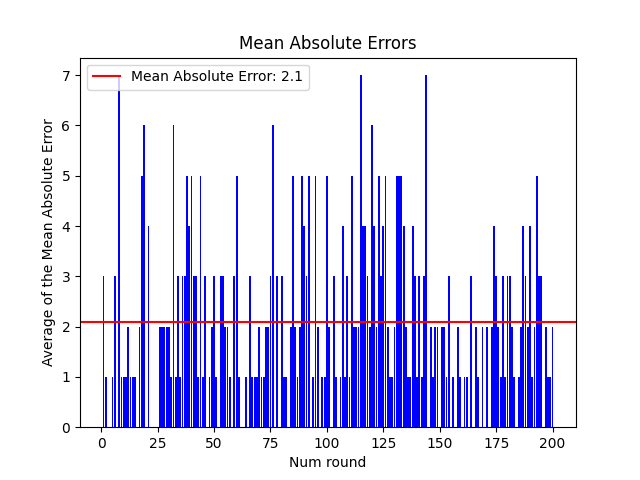 Mean Absolute Errors
Mean Absolute Error: 2.1
Average of the Mean Absolute Error
7
6
5
4
3
2
1
0
0 25 50 75 100 125 150 175 200
Num round